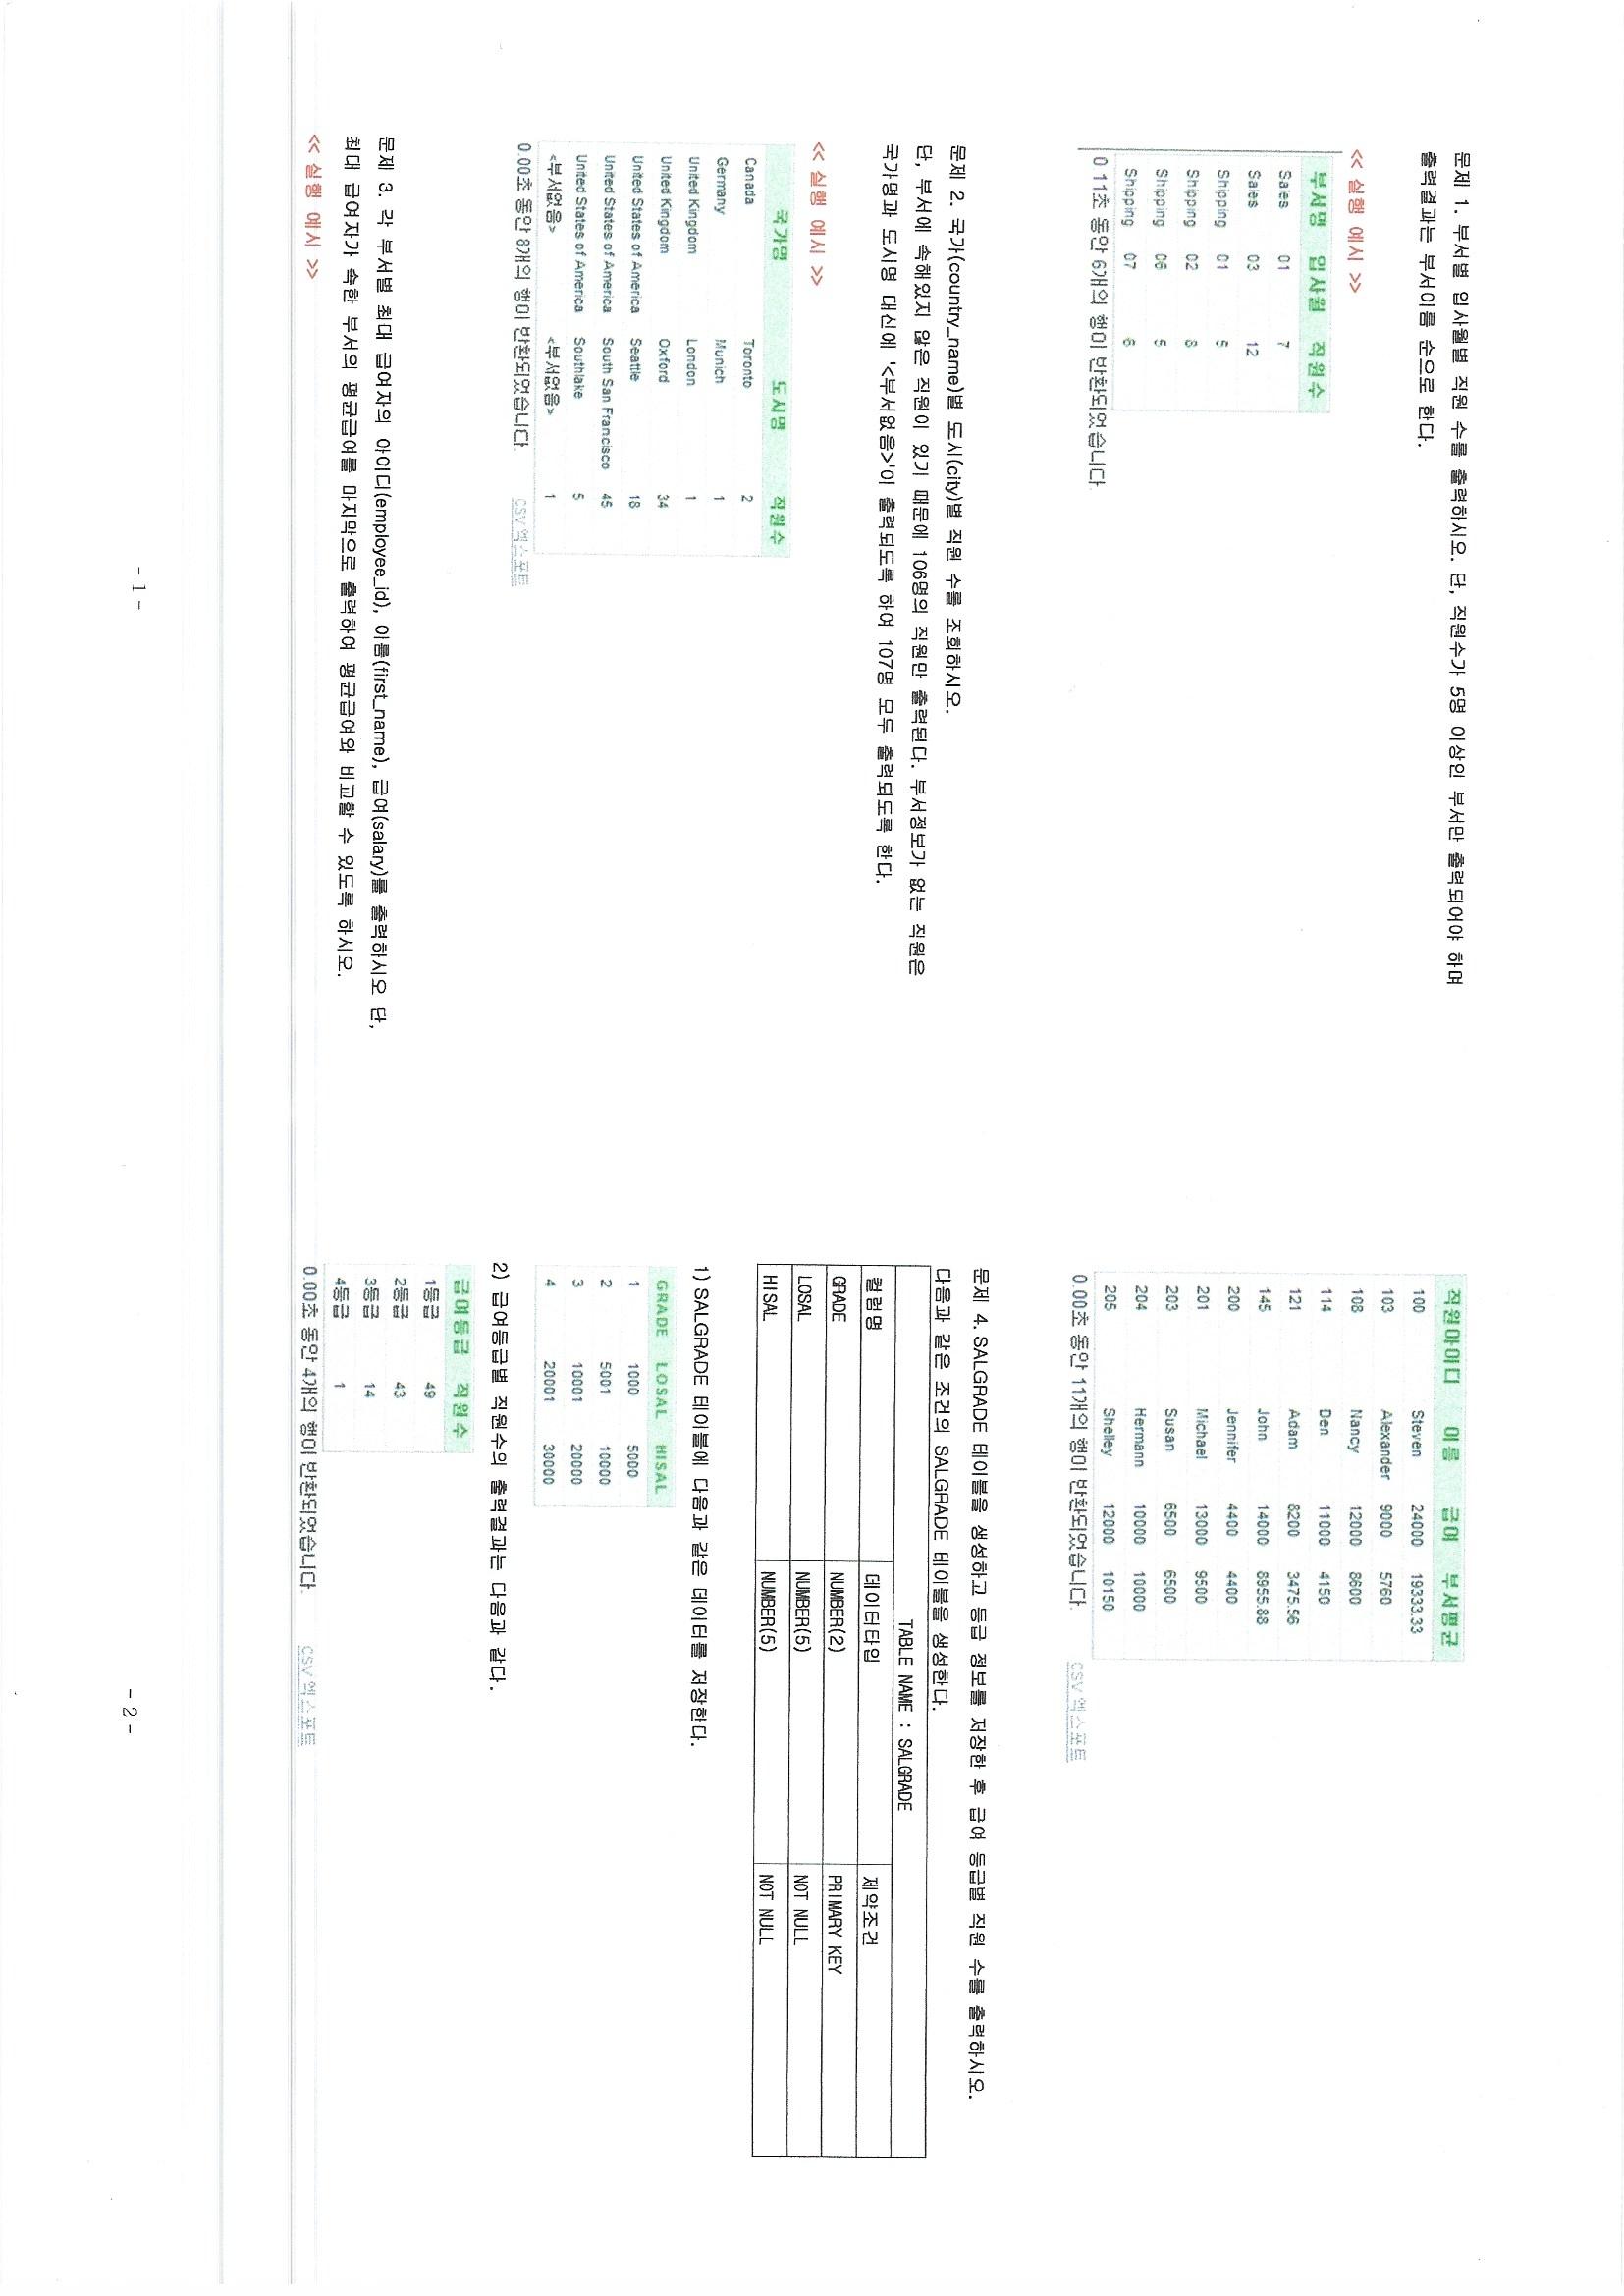 문제 1. 부서별 입사월별 직원 수를 출력하시오. 단, 직원수가 5명 이상인 부서만 출력되어야 하며
출력결과는 부서이름 순으로 한다.
<< 실행 예시 >>
부서명 입사월 직원수
Sales 01 7
Sales 03 12
Shipping 01 5
Shipping 02 8
Shipping 06 5
Shipping 07 6
0.11초 동안 6개의 행이 반환되었습니다.
문제 2. 국가(country_name)별 도시(city)별 직원 수를 조회하시오.
단, 부서에 속해있지 않은 직원이 있기 때문에 106명의 직원만 출력된다. 부서정보가 없는 직원은
국가명과 도시명 대신에 '<부서없음>'이 출력되도록 하여 107명 모두 출력되도록 한다.
<< 실행 예시 >>
국가명 도시명 직원수
Canada Toronto 2
Germany Munich 1
United Kingdom London 1
United Kingdom Oxford 34
United States of America Seattle 18
United States of America South San Francisco 45
United States of America Southlake 5
<부서없음> <부서없음> 1
0.00초 동안 8개의 행이 반환되었습니다. CSV 엑스포트
문제 3. 각 부서별 최대 급여자의 아이디(employee_id), 이름(first_name), 급여(salary)를 출력하시오 단,
최대 급여자가 속한 부서의 평균급여를 마지막으로 출력하여 평균급여와 비교할 수 있도록 하시오.
<< 실행 예시 >>
- 1 -
직원아이디 이름 급여 부서평균
100 Steven 24000 19333.33
103 Alexander 9000 5760
108 Nancy 12000 8600
114 Den 11000 4150
121 Adam 8200 3475.56
145 John 14000 8955.88
200 Jennifer 4400 4400
201 Michael 13000 9500
203 Susan 6500 6500
204 Hermann 10000 10000
205 Shelley 12000 10150
0.00초 동안 11개의 행이 반환되었습니다. CSV 엑스포트
문제 4. SALGRADE 테이블을 생성하고 등급 정보를 저장한 후 급여 등급별 직원 수를 출력하시오.
다음과 같은 조건의 SALGRADE 테이블을 생성한다.
TABLE NAME : SALGRADE
컬럼명 데이터타입 제약조건
GRADE NUMBER(2) PRIMARY KEY
LOSAL NUMBER(5) NOT NULL
HISAL NUMBER(5) NOT NULL
1) SALGRADE 테이블에 다음과 같은 데이터를 저장한다.
GRADE LOSAL HISAL
1 1000 5000
2 5001 10000
3 10001 20000
4 20001 30000
2) 급여등급별 직원수의 출력결과는 다음과 같다.
급여등급 직원수
1등급 49
2등급 43
3등급 14
4등급 1
0.00초 동안 4개의 행이 반환되었습니다. CSV 엑스포트
- 2 -